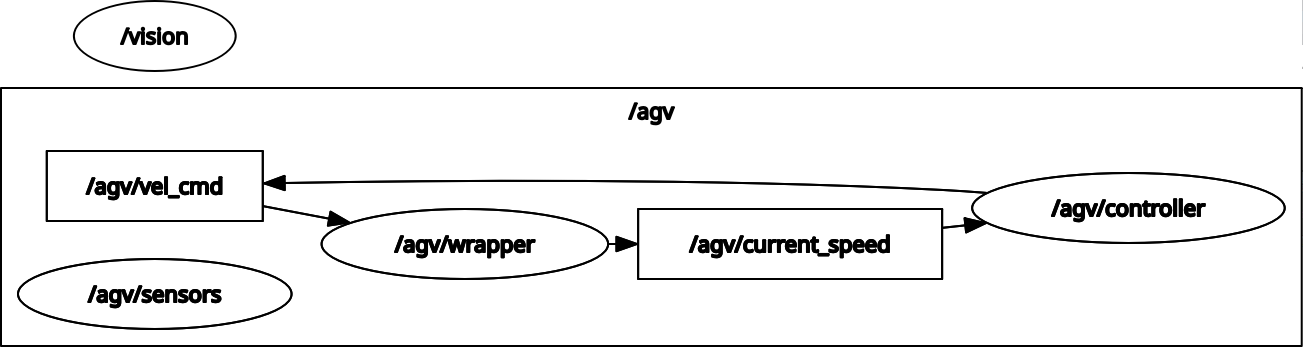 /vision
/agv
/agv/vel_cmd
/agv/wrapper
/agv/current_speed
/agv/controller
/agv/sensors